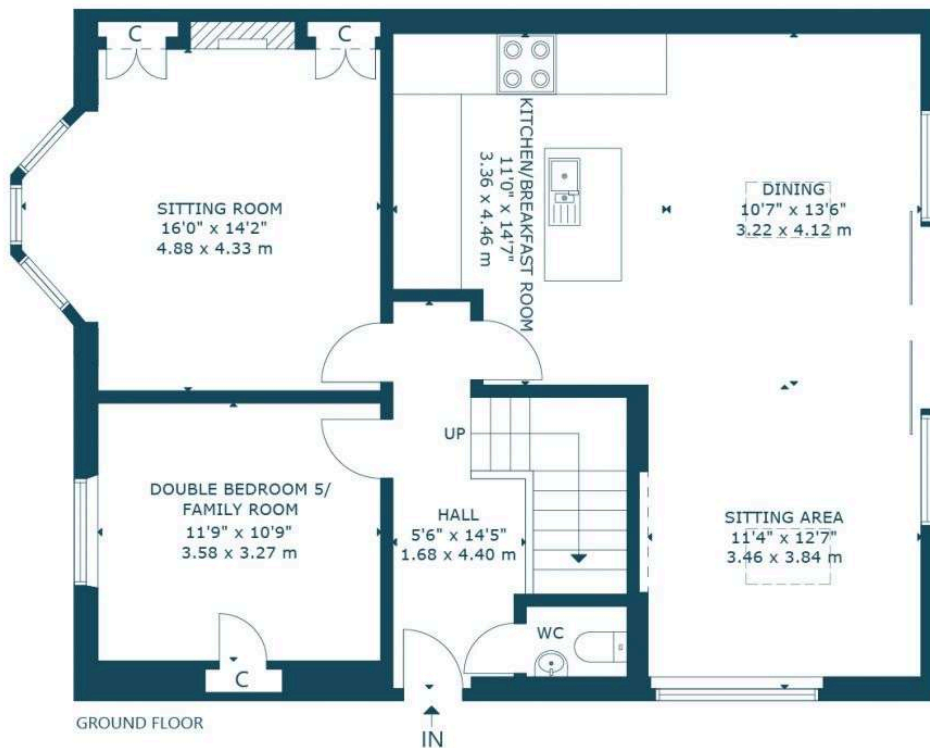 C
C
SITTING ROOM
16'0" x 14'2"
4.88 x 4.33 m
KITCHEN/BREAKFAST ROOM
11'0" x 14'7"
3.36 x 4.46 m
DINING
10'7" x 13'6"
3.22 x 4.12 m
UP
DOUBLE BEDROOM 5/
FAMILY ROOM
11'9" x 10'9"
3.58 x 3.27 m
HALL
5'6" x 14'5"
1.68 x 4.40 m
SITTING AREA
11'4" x 12'7"
3.46 x 3.84 m
WC
C
GROUND FLOOR
IN